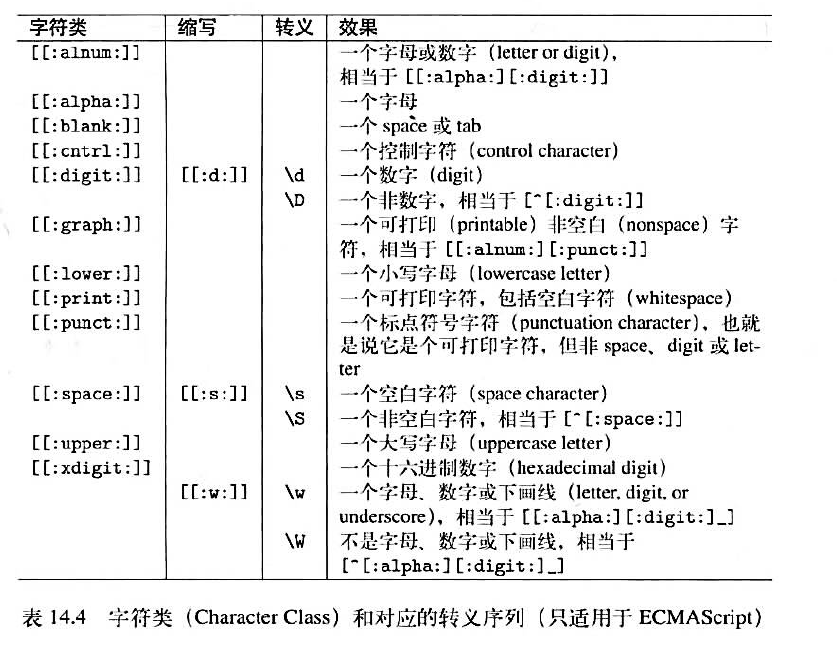 字符类 缩写 转义 效果
[[:alnum:]] 一个字母或数字（letter or digit），
相当于 [[:alpha:][:digit:]]
[[:alpha:]] 一个字母
[[:blank:]] 一个 space 或 tab
[[:cntrl:]] 一个控制字符（control character）
[[:digit:]] [[:d:]] \d 一个数字（digit）
\D 一个非数字，相当于 [^[:digit:]]
[[:graph:]] 一个可打印（printable）非空白（nonspace）字
符，相当于 [[:alnum:][:punct:]]
[[:lower:]] 一个小写字母（lowercase letter）
[[:print:]] 一个可打印字符，包括空白字符（whitespace）
[[:punct:]] 一个标点符号字符（punctuation character），也就
是说它是个可打印字符，但非 space、digit 或 let-
ter
[[:space:]] [[:s:]] \s 一个空白字符（space character）
\S 一个非空白字符，相当于 [^[:space:]]
[[:upper:]] 一个大写字母（uppercase letter）
[[:xdigit:]] 一个十六进制数字（hexadecimal digit）
[[:w:]] \w 一个字母、数字或下画线（letter, digit, or
underscore），相当于 [[:alpha:][:digit:]_]
\W 不是字母、数字或下画线，相当于
[^[:alpha:][:digit:]_]
表 14.4 字符类（Character Class）和对应的转义序列（只适用于 ECMAScript）